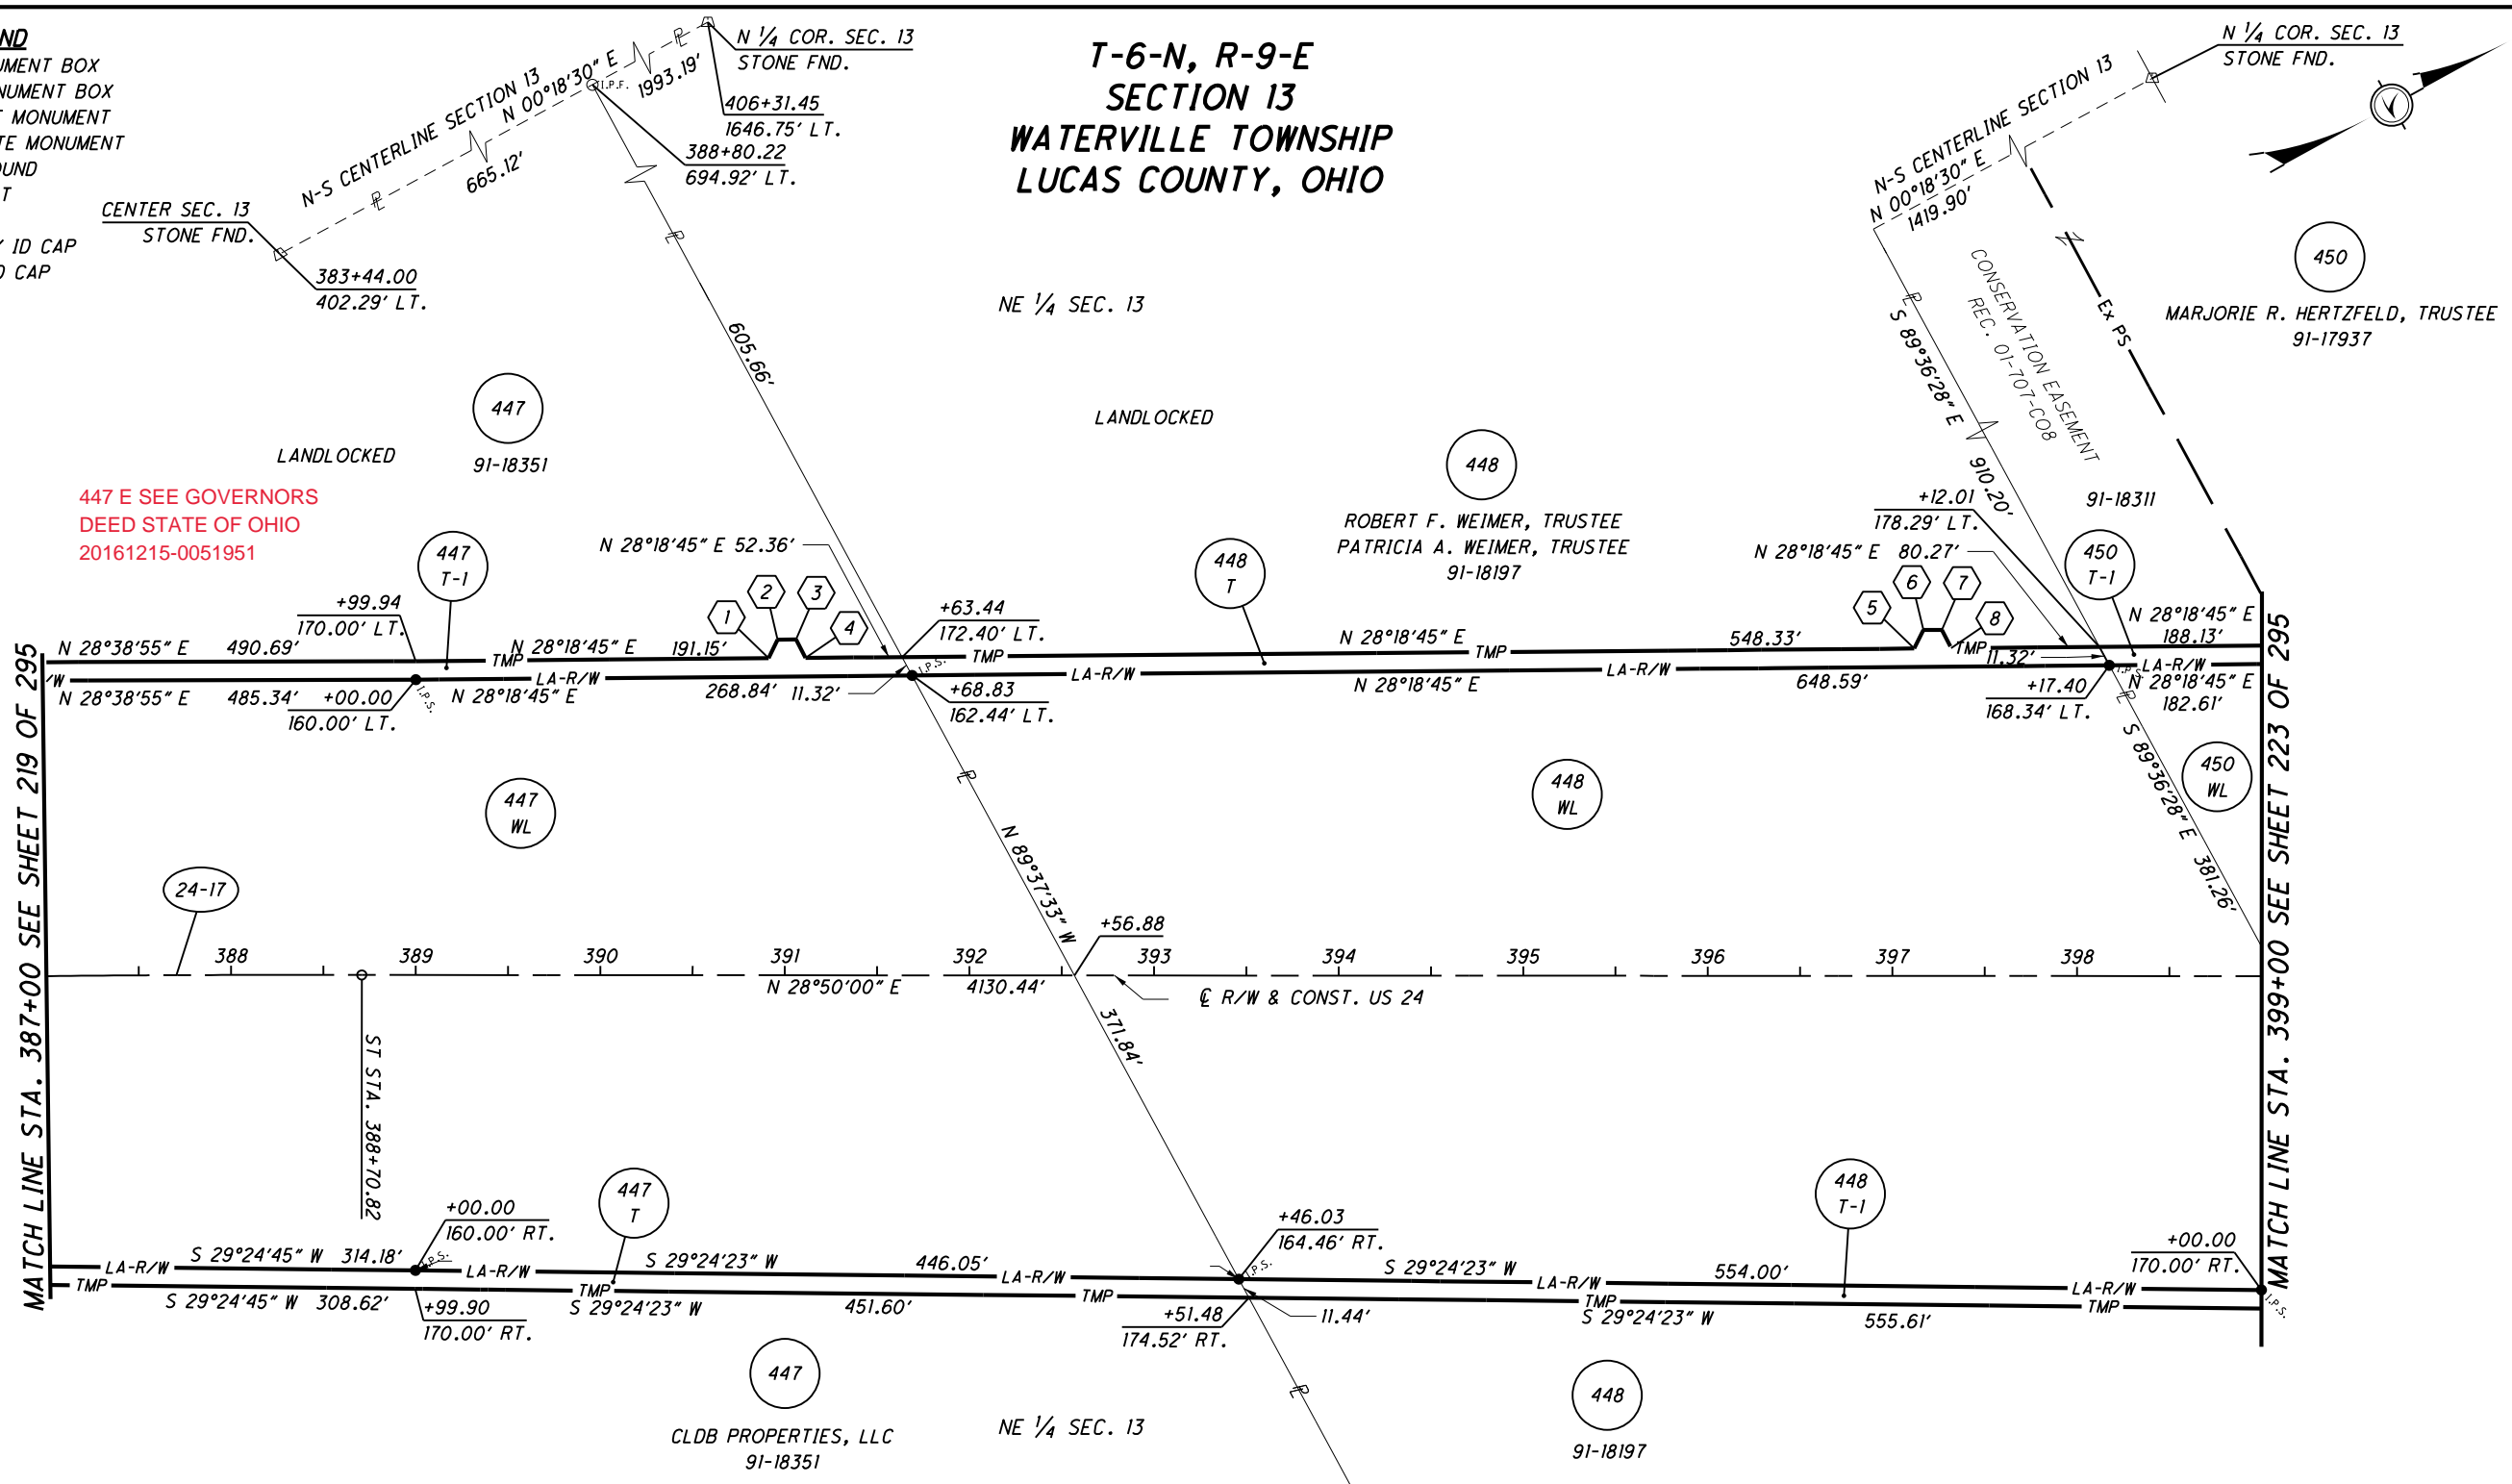 ND
UMENT BOX
NUMENT BOX
T MONUMENT
TE MONUMENT
OUND
T
Y ID CAP
D CAP
N-S CENTERLINE SECTION 13
N 00°18'30" E
665.12'
1993.19'
I.P.F.
N 1/4 COR. SEC. 13
STONE FND.
406+31.45
1646.75' LT.
388+80.22
694.92' LT.
CENTER SEC. 13
STONE FND.
383+44.00
402.29' LT.
T-6-N, R-9-E
SECTION 13
WATERVILLE TOWNSHIP
LUCAS COUNTY, OHIO
N 1/4 COR. SEC. 13
STONE FND.
N-S CENTERLINE SECTION 13
N 00°18'30" E
1419.90'
450
MARJORIE R. HERTZFELD, TRUSTEE
91-17937
CONSERVATION EASEMENT
REC. 01-707-C08
Ex PS
S 89°36'28" E
910.20'
91-18311
NE 1/4 SEC. 13
605.66'
447
LANDLOCKED
91-18351
LANDLOCKED
448
ROBERT F. WEIMER, TRUSTEE
PATRICIA A. WEIMER, TRUSTEE
91-18197
447 E SEE GOVERNORS
DEED STATE OF OHIO
20161215-0051951
447
T-1
N 28°18'45" E 52.36'
+99.94
170.00' LT.
1
2
3
4
+63.44
172.40' LT.
448
T
+12.01
178.29' LT.
N 28°18'45" E 80.27'
450
T-1
5
6
7
8
N 28°38'55" E 490.69'
TMP
N 28°18'45" E
191.15'
TMP
N 28°18'45" E
TMP
548.33'
TMP
N 28°18'45" E
188.13'
/W
LA-R/W
LA-R/W
LA-R/W
LA-R/W
N 28°38'55" E 485.34'
+00.00
160.00' LT.
I.P.S.
N 28°18'45" E
268.84'
11.32'
I.P.S.
+68.83
162.44' LT.
N 28°18'45" E
648.59'
11.32'
+17.40
168.34' LT.
I.P.S.
N 28°18'45" E
182.61'
S 89°36'28" E 381.26'
MATCH LINE STA. 387+00 SEE SHEET 219 OF 295
MATCH LINE STA. 399+00 SEE SHEET 223 OF 295
447
WL
448
WL
450
WL
24-17
N 89°37'33" W
371.84'
+56.88
388
389
390
391
392
393
394
395
396
397
398
N 28°50'00" E
4130.44'
℄ R/W & CONST. US 24
ST STA. 388+70.82
447
T
448
T-1
+00.00
160.00' RT.
I.P.S.
+46.03
164.46' RT.
I.P.S.
+00.00
170.00' RT.
I.P.S.
LA-R/W
S 29°24'45" W 314.18'
LA-R/W
S 29°24'23" W
446.05'
LA-R/W
S 29°24'23" W
LA-R/W
554.00'
LA-R/W
TMP
S 29°24'45" W 308.62'
+99.90
170.00' RT.
TMP
S 29°24'23" W
451.60'
TMP
+51.48
174.52' RT.
11.44'
TMP
S 29°24'23" W
555.61'
TMP
447
CLDB PROPERTIES, LLC
91-18351
NE 1/4 SEC. 13
448
91-18197